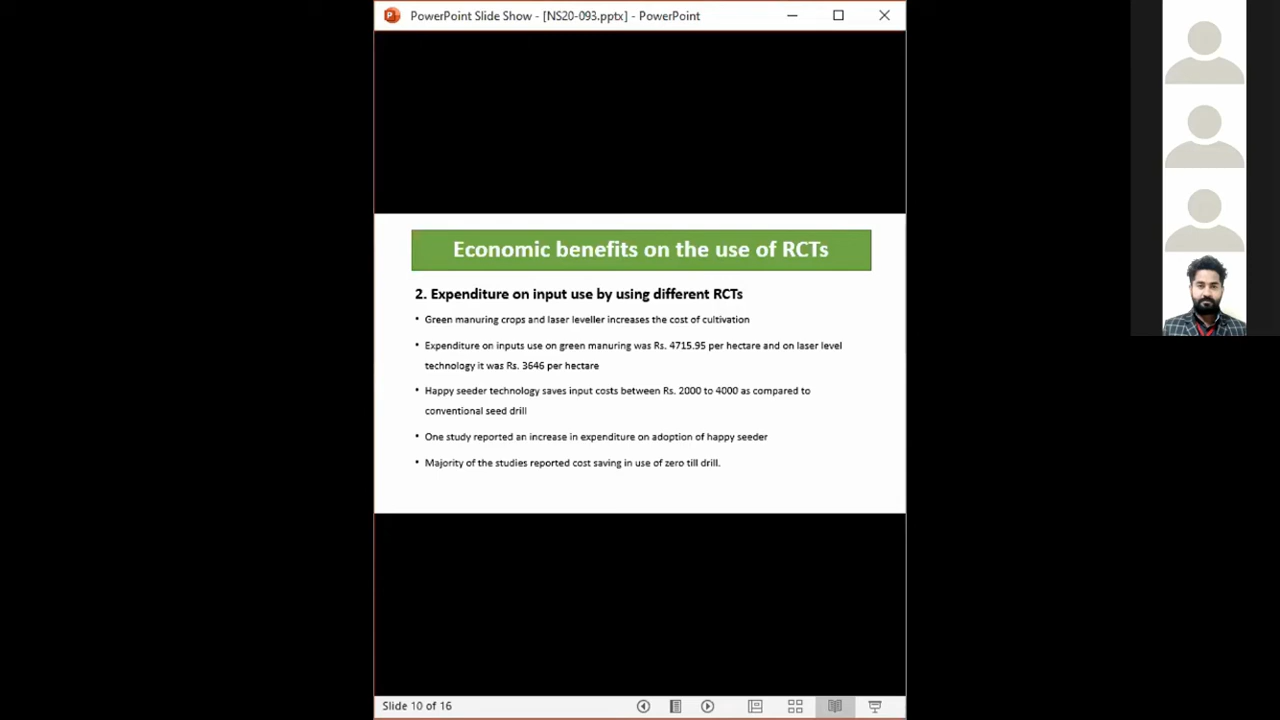 PowerPoint Slide Show - [NS20-093.pptx] - PowerPoint
Economic benefits on the use of RCTs
2. Expenditure on input use by using different RCTs
• Green manuring crops and laser leveller increases the cost of cultivation
• Expenditure on inputs use on green manuring was Rs. 4715.95 per hectare and on laser level
technology it was Rs. 3646 per hectare
• Happy seeder technology saves input costs between Rs. 2000 to 4000 as compared to
conventional seed drill
• One study reported an increase in expenditure on adoption of happy seeder
• Majority of the studies reported cost saving in use of zero till drill.
Slide 10 of 16